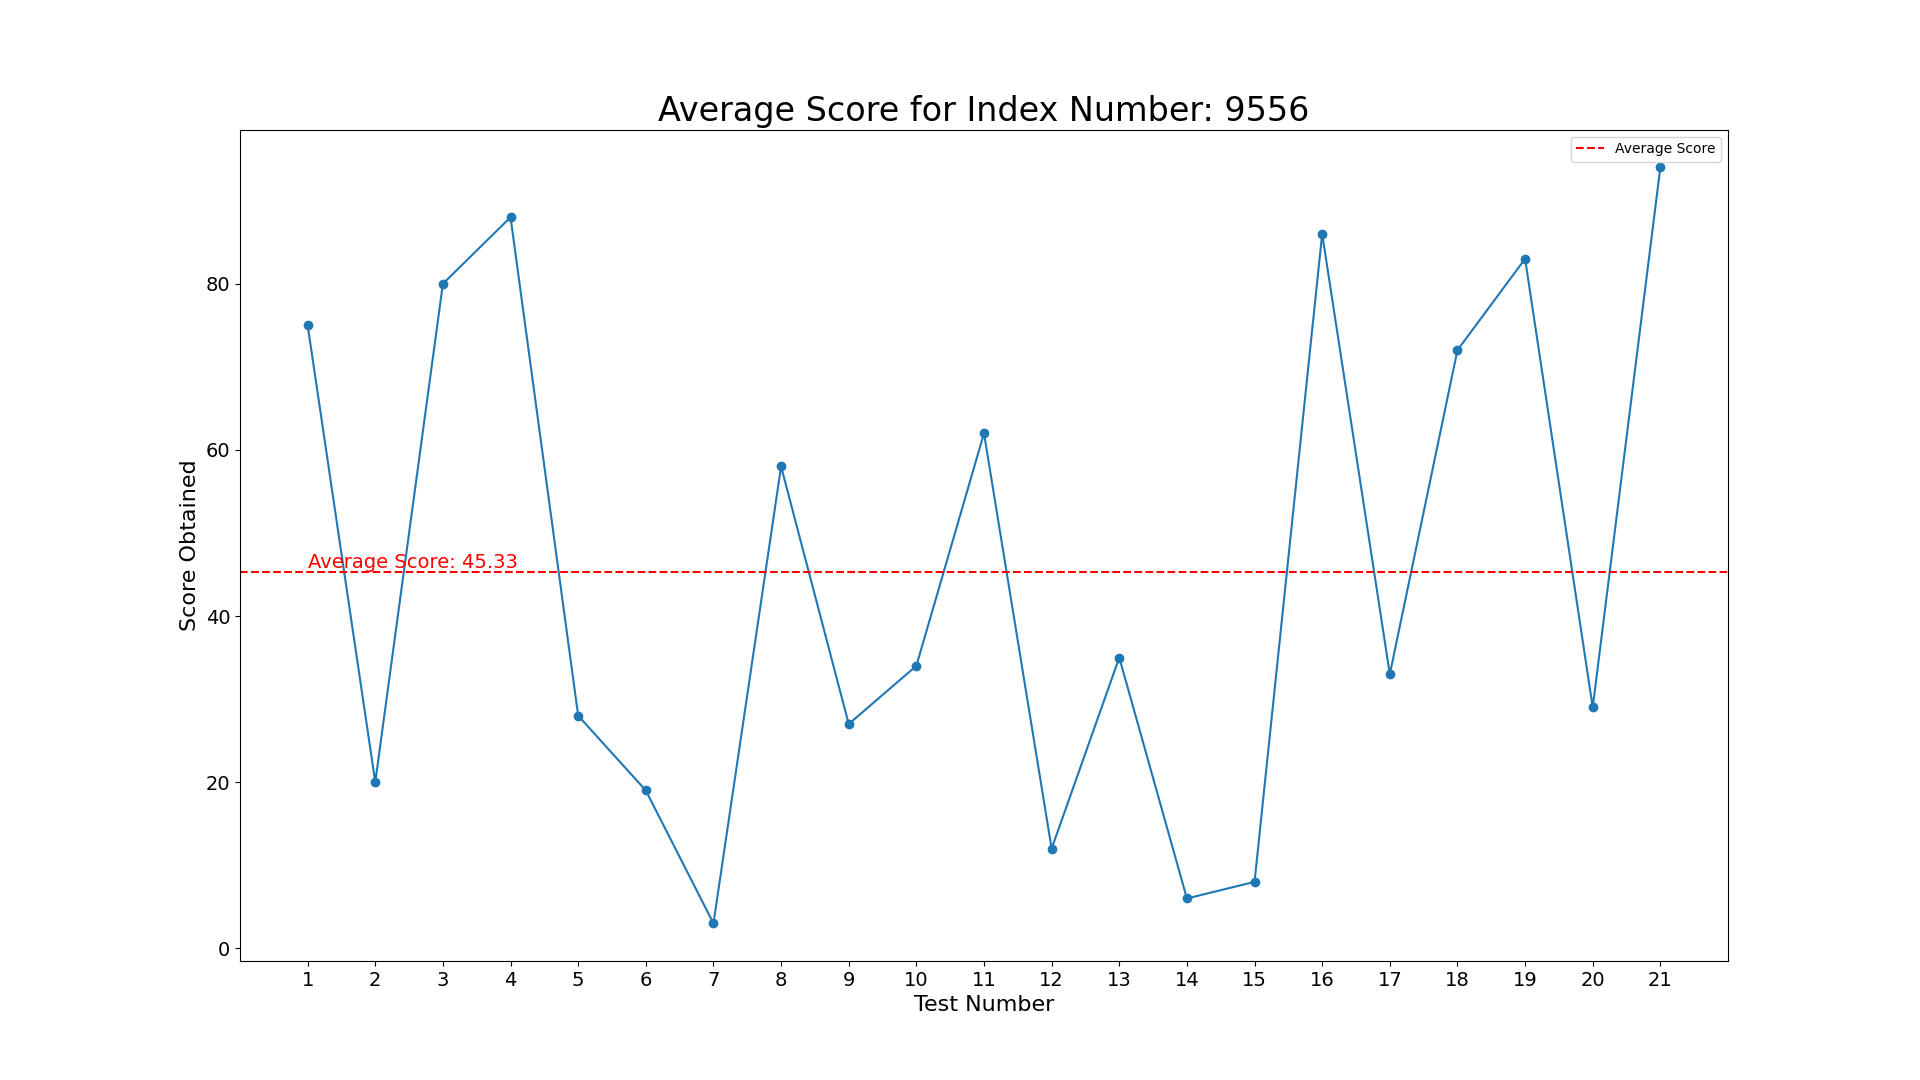 Average Score for Index Number: 9556
Average Score
Score Obtained
80
60
40
20
0
Average Score: 45.33
1 2 3 4 5 6 7 8 9 10 11 12 13 14 15 16 17 18 19 20 21
Test Number